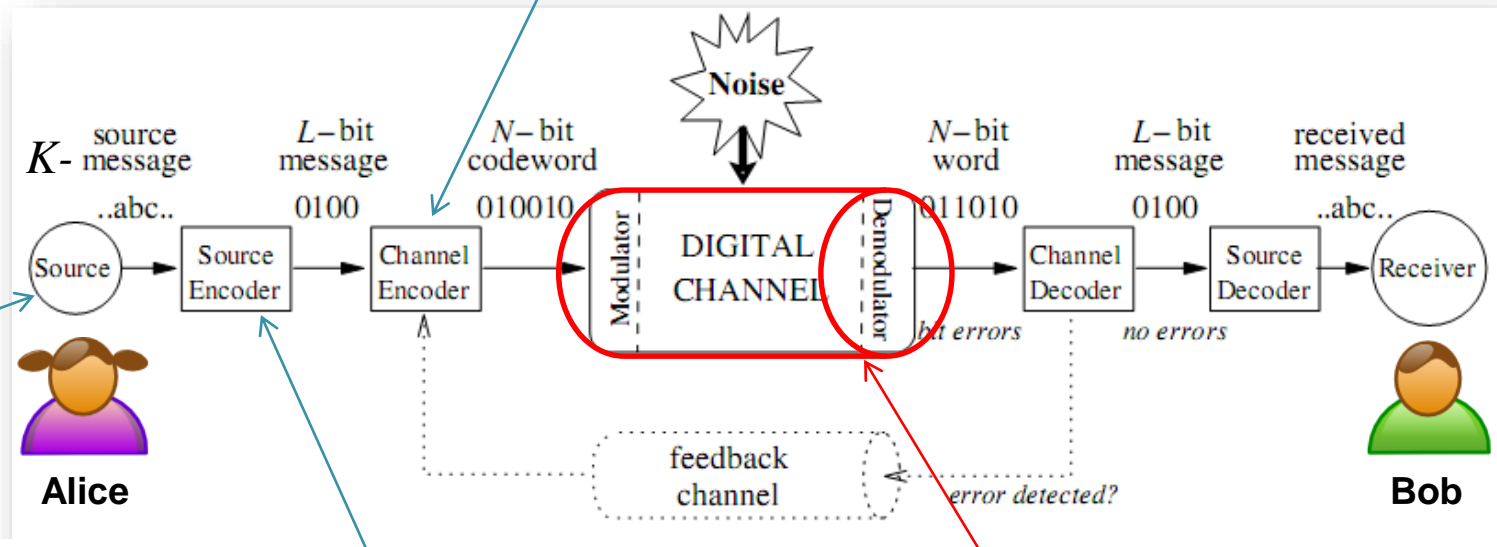 Noise
K- source
message
L-bit
message
N-bit
codeword
N-bit
word
L-bit
message
received
message
..abc..
0100
010010
011010
0100
..abc..
Source
Source
Encoder
Channel
Encoder
Modulator
DIGITAL
CHANNEL
Demodulator
Channel
Decoder
Source
Decoder
Receiver
bit errors
no errors
feedback
channel
error detected?
Alice
Bob